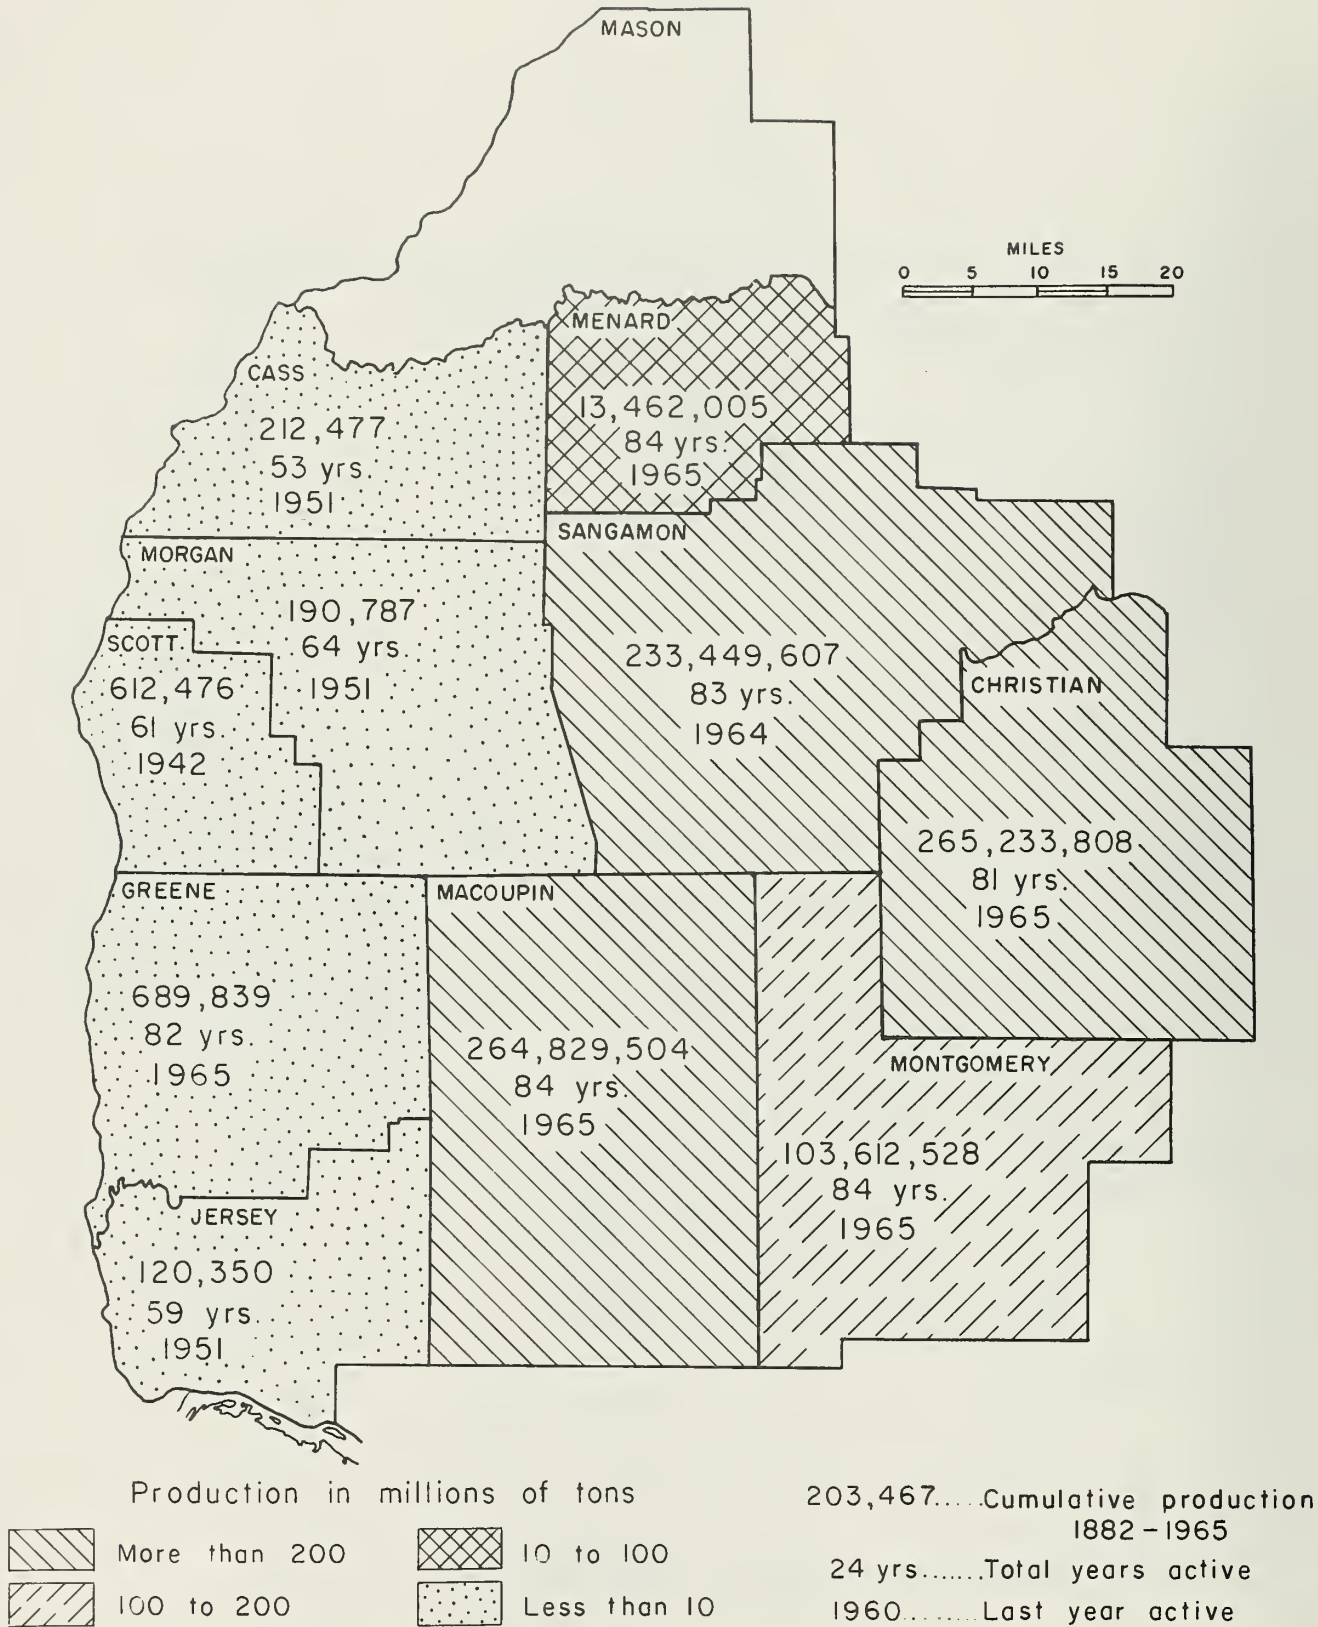 MASON
MILES
0 5 10 15 20
MENARD
13,462,005
84 yrs.
1965
CASS
212,477
53 yrs.
1951
SANGAMON
233,449,607
83 yrs.
1964
MORGAN
190,787
64 yrs.
1951
SCOTT
612,476
61 yrs.
1942
CHRISTIAN
265,233,808
81 yrs.
1965
GREENE
689,839
82 yrs.
1965
MACOUPIN
264,829,504
84 yrs.
1965
MONTGOMERY
103,612,528
84 yrs.
1965
JERSEY
120,350
59 yrs.
1951
Production in millions of tons
More than 200
10 to 100
100 to 200
Less than 10
203,467.....Cumulative production
1882-1965
24 yrs.......Total years active
1960.........Last year active